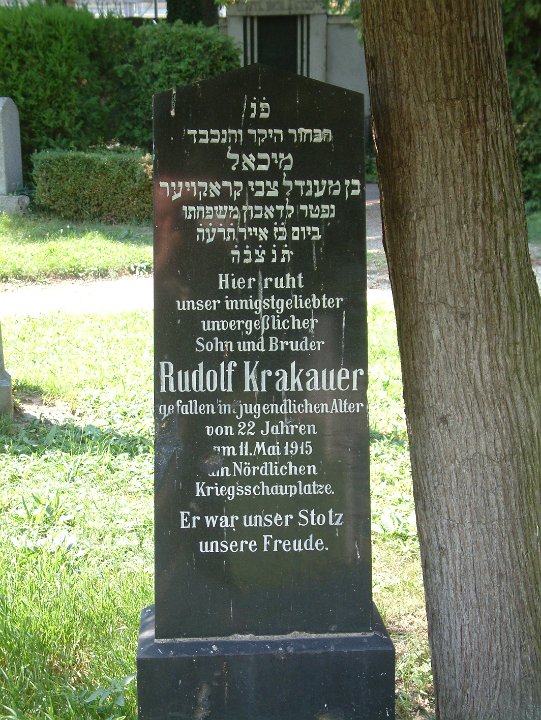 פ״נ
הבחור היקר והנכבד
מיכאל
בן מענדל צבי קראקויער
נפטר לדאבון משפחתו
ביום כ״ז אייר תרע״ה
ת נ צ ב ה
Hier ruht
unser innigstgeliebter
unvergeßlicher
Sohn und Bruder
Rudolf Krakauer
gefallen im jugendlichen Alter
von 22 Jahren
am 11. Mai 1915
am Nördlichen
Kriegsschauplatze.
Er war unser Stolz
unsere Freude.